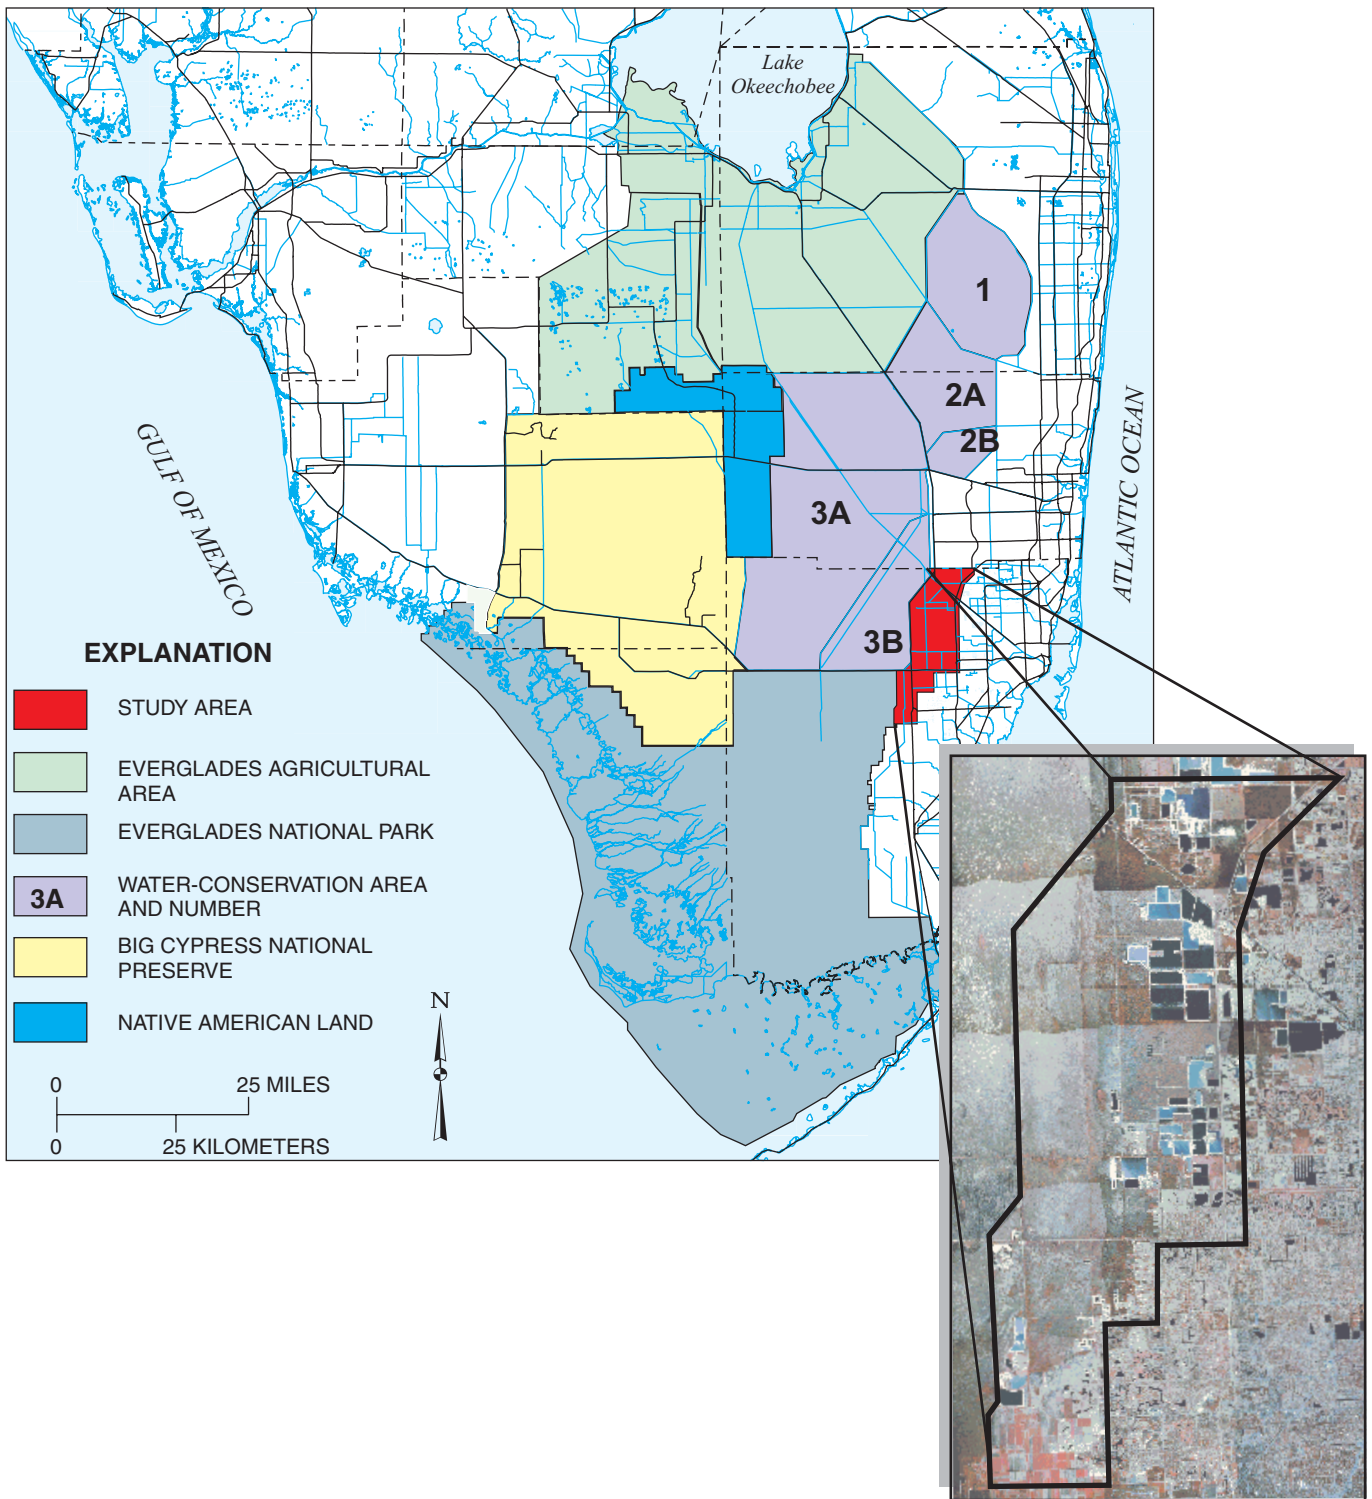 Lake
Okeechobee
1
2A
2B
3A
3B
GULF OF MEXICO
ATLANTIC OCEAN
EXPLANATION
STUDY AREA
EVERGLADES AGRICULTURAL
AREA
EVERGLADES NATIONAL PARK
3A
WATER-CONSERVATION AREA
AND NUMBER
BIG CYPRESS NATIONAL
PRESERVE
NATIVE AMERICAN LAND
N
0 25 MILES
0 25 KILOMETERS